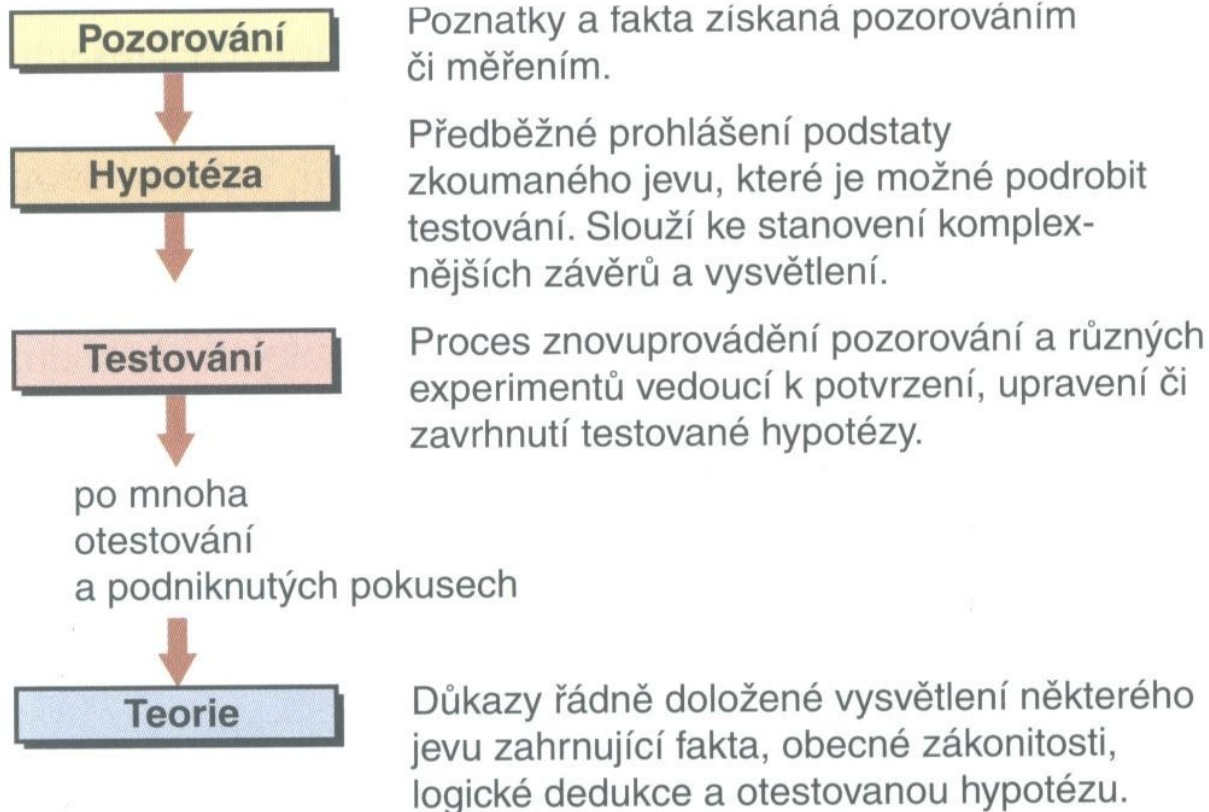 Pozorování
Poznatky a fakta získaná pozorováním
či měřením.
Hypotéza
Předběžné prohlášení podstaty
zkoumaného jevu, které je možné podrobit
testování. Slouží ke stanovení komplex-
nějších závěrů a vysvětlení.
Testování
Proces znovuprovádění pozorování a různých
experimentů vedoucí k potvrzení, upravení či
zavrhnutí testované hypotézy.
po mnoha
otestování
a podniknutých pokusech
Teorie
Důkazy řádně doložené vysvětlení některého
jevu zahrnující fakta, obecné zákonitosti,
logické dedukce a otestovanou hypotézu.